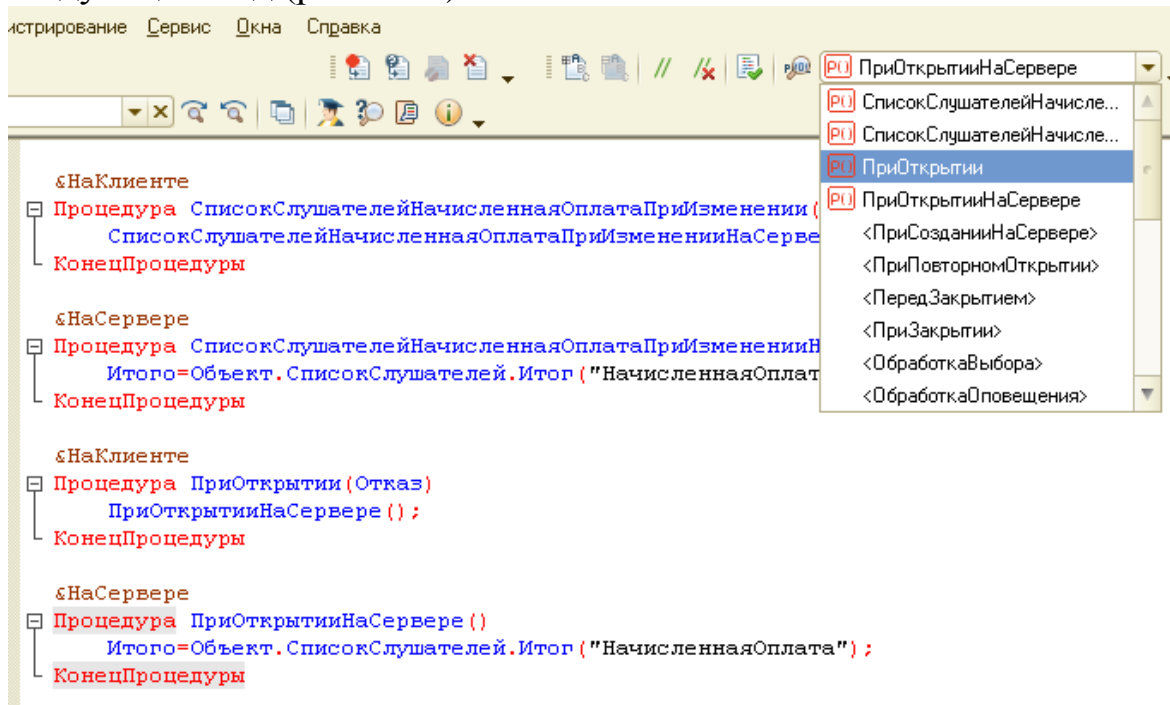 истрирование Сервис Окна Справка
ПриОткрытииНаСервере
СписокСлушателейНачисле...
СписокСлушателейНачисле...
ПриОткрытии
ПриОткрытииНаСервере
<ПриСозданииНаСервере>
<ПриПовторномОткрытии>
<ПередЗакрытием>
<ПриЗакрытии>
<ОбработкаВыбора>
<ОбработкаОповещения>
&НаКлиенте
Процедура СписокСлушателейНачисленнаяОплатаПриИзменении(
СписокСлушателейНачисленнаяОплатаПриИзмененииНаСерве
КонецПроцедуры
&НаСервере
Процедура СписокСлушателейНачисленнаяОплатаПриИзмененииН
Итого=Объект.СписокСлушателей.Итог("НачисленнаяОплат
КонецПроцедуры
&НаКлиенте
Процедура ПриОткрытии(Отказ)
ПриОткрытииНаСервере();
КонецПроцедуры
&НаСервере
Процедура ПриОткрытииНаСервере()
Итого=Объект.СписокСлушателей.Итог("НачисленнаяОплата");
КонецПроцедуры